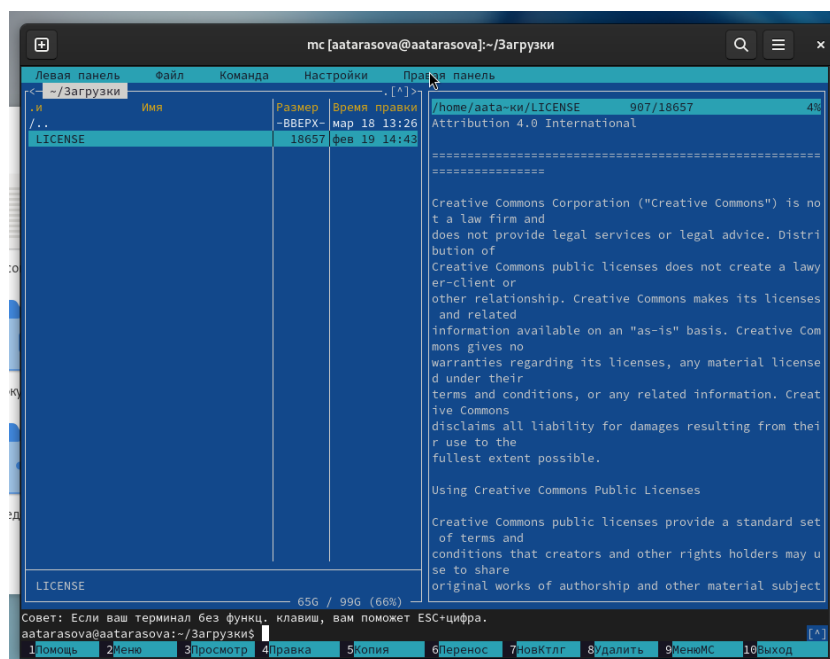 mc [aatarasova@aatarasova]:~/Загрузки
Левая панель Файл Команда Настройки Правая панель
<— ~/Загрузки .[^]>
.и Имя Размер Время правки
/.. -ВВЕРХ- мар 18 13:26
LICENSE 18657 фев 19 14:43
LICENSE
65G / 99G (66%)
/home/aata-ки/LICENSE 907/18657 4%
Attribution 4.0 International
=======================================================
================
Creative Commons Corporation ("Creative Commons") is no
t a law firm and
does not provide legal services or legal advice. Distri
bution of
Creative Commons public licenses does not create a lawy
er-client or
other relationship. Creative Commons makes its licenses
and related
information available on an "as-is" basis. Creative Com
mons gives no
warranties regarding its licenses, any material license
d under their
terms and conditions, or any related information. Creat
ive Commons
disclaims all liability for damages resulting from thei
r use to the
fullest extent possible.
Using Creative Commons Public Licenses
Creative Commons public licenses provide a standard set
of terms and
conditions that creators and other rights holders may u
se to share
original works of authorship and other material subject
Совет: Если ваш терминал без функц. клавиш, вам поможет ESC+цифра.
aatarasova@aatarasova:~/Загрузки$ [^]
1Помощь 2Меню 3Просмотр 4Правка 5Копия 6Перенос 7НовКтлг 8Удалить 9МенюMC 10Выход